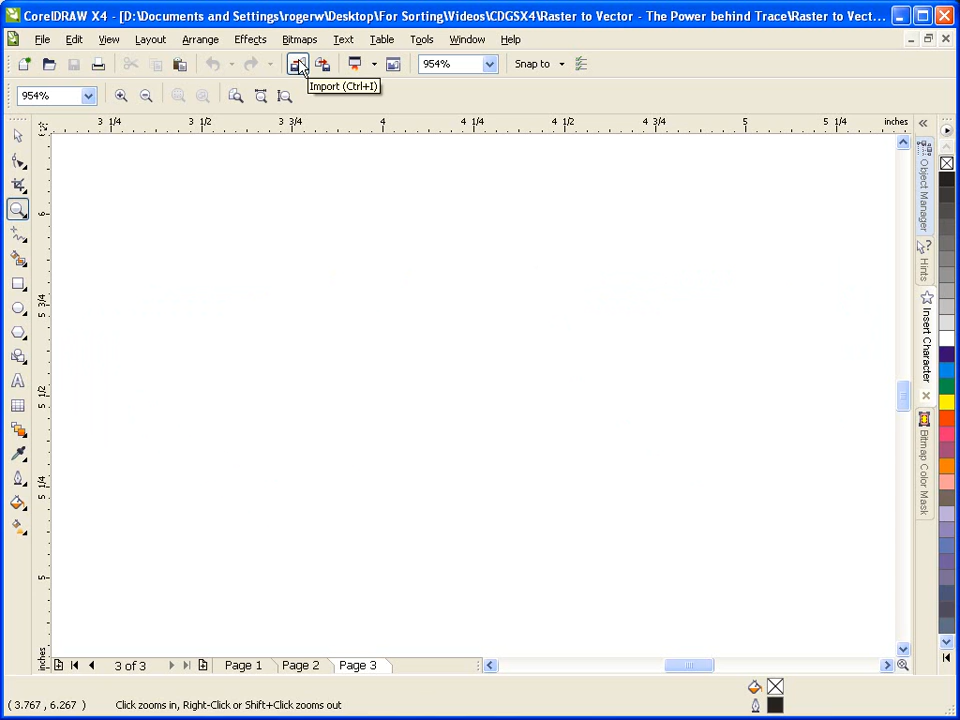 CorelDRAW X4 - [D:\Documents and Settings\rogerw\Desktop\For Sorting\Videos\CDGSX4\Raster to Vector - The Power behind Trace\Raster to Vect...
File Edit View Layout Arrange Effects Bitmaps Text Table Tools Window Help
954% Snap to
Import (Ctrl+I)
954%
3 1/4 3 1/2 3 3/4 4 4 1/4 4 1/2 4 3/4 5 5 1/4 inches
6
5 3/4
5 1/2
5 1/4
5
inches
Object Manager
Hints
Insert Character
Bitmap Color Mask
3 of 3 Page 1 Page 2 Page 3
( 3.767 , 6.267 ) Click zooms in, Right-Click or Shift+Click zooms out